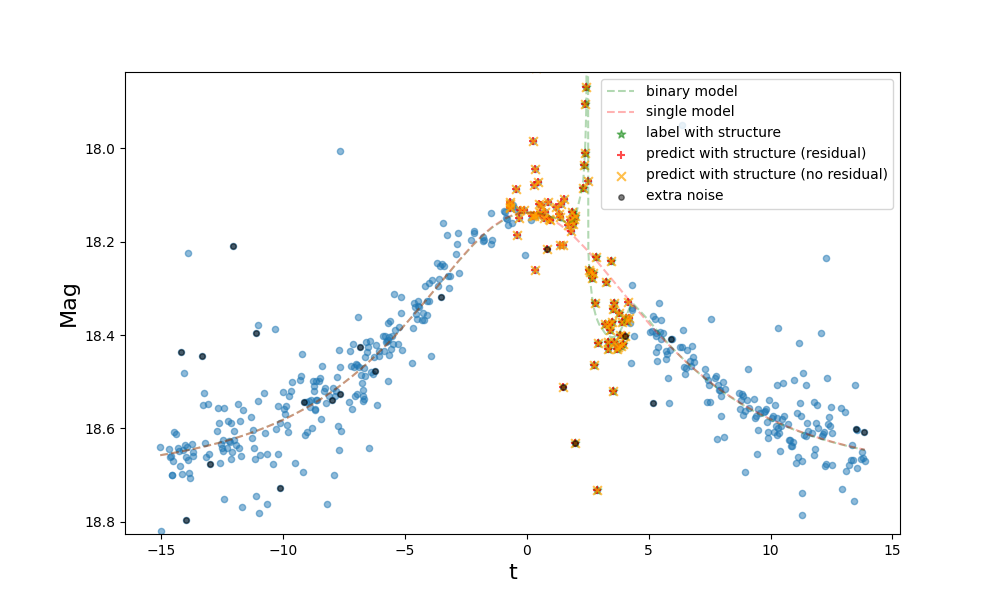 binary model
single model
label with structure
predict with structure (residual)
predict with structure (no residual)
extra noise
Mag
18.0
18.2
18.4
18.6
18.8
−15
−10
−5
0
5
10
15
t